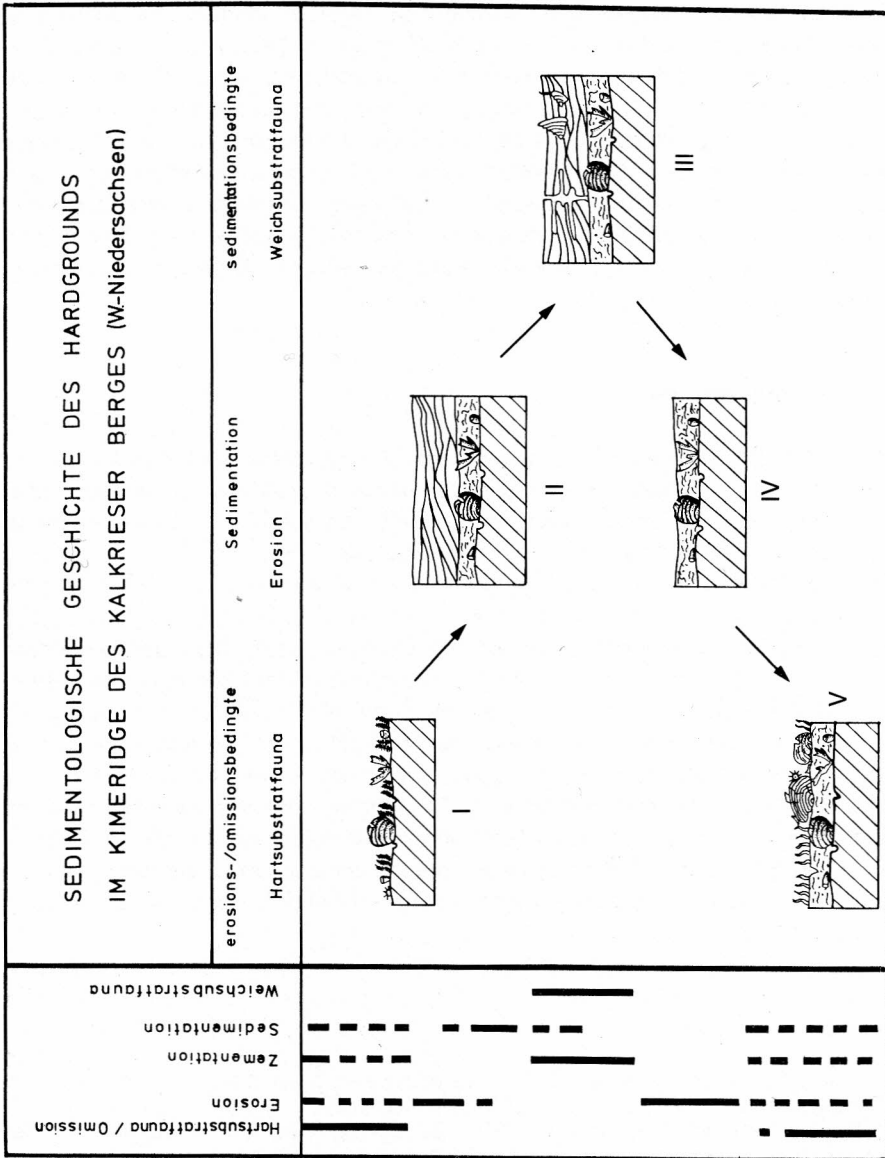 SEDIMENTOLOGISCHE GESCHICHTE DES HARDGROUNDS
IM KIMERIDGE DES KALKRIESER BERGES (W.-Niedersachsen)
erosions-/omissionsbedingte
Hartsubstratfauna
Sedimentation
Erosion
sedimentationsbedingte
Weichsubstratfauna
I
II
III
IV
V
Weichsubstratfauna
Sedimentation
Zementation
Erosion
Hartsubstratfauna / Omission